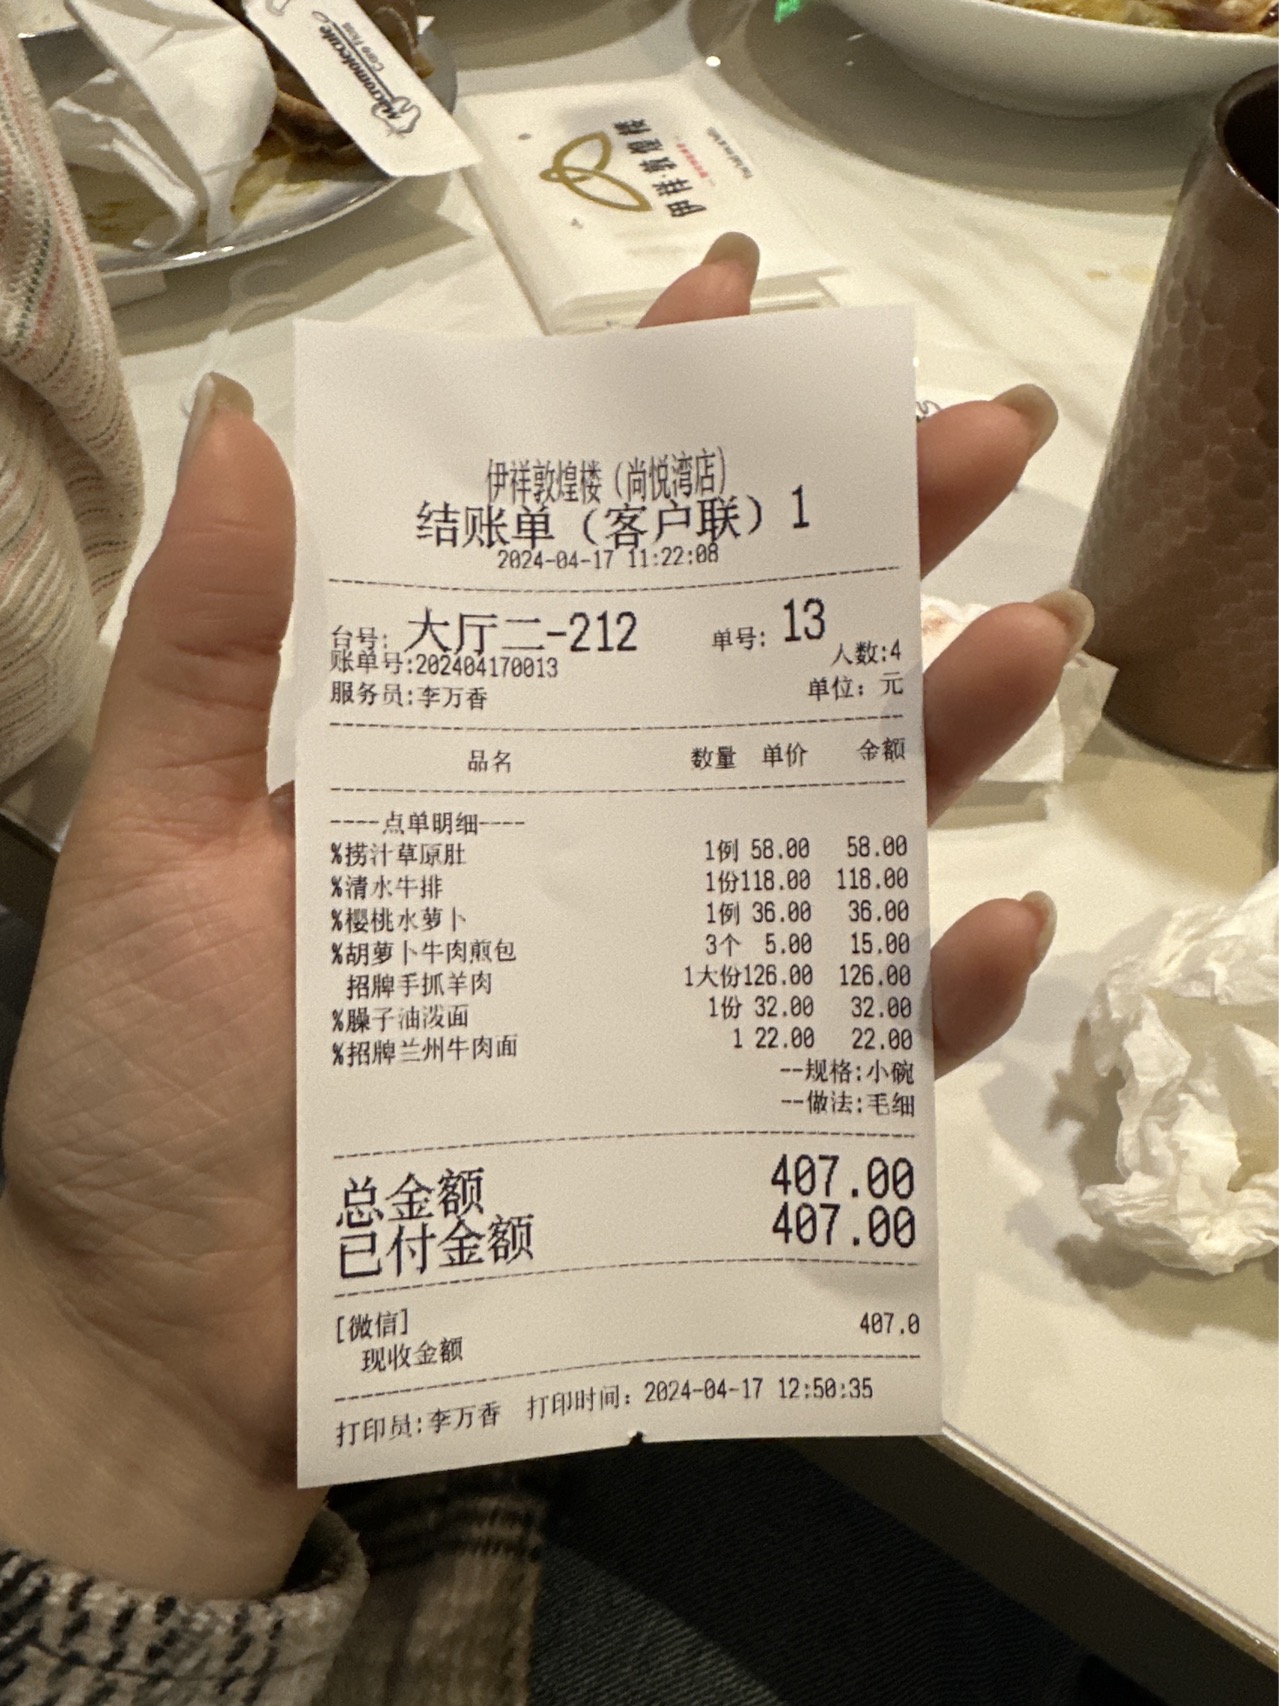 Micromolecule
伊祥敦煌楼
伊祥敦煌楼（尚悦湾店）
结账单（客户联）1
2024-04-17 11:22:08
台号: 大厅二-212 单号: 13
账单号:202404170013 人数:4
服务员:李万香 单位: 元
品名 数量 单价 金额
----点单明细----
%捞汁草原肚 1例 58.00 58.00
%清水牛排 1份118.00 118.00
%樱桃水萝卜 1例 36.00 36.00
%胡萝卜牛肉煎包 3个 5.00 15.00
招牌手抓羊肉 1大份126.00 126.00
%臊子油泼面 1份 32.00 32.00
%招牌兰州牛肉面 1 22.00 22.00
--规格:小碗
--做法:毛细
总金额 407.00
已付金额 407.00
[微信] 407.0
现收金额
打印员:李万香 打印时间: 2024-04-17 12:50:35